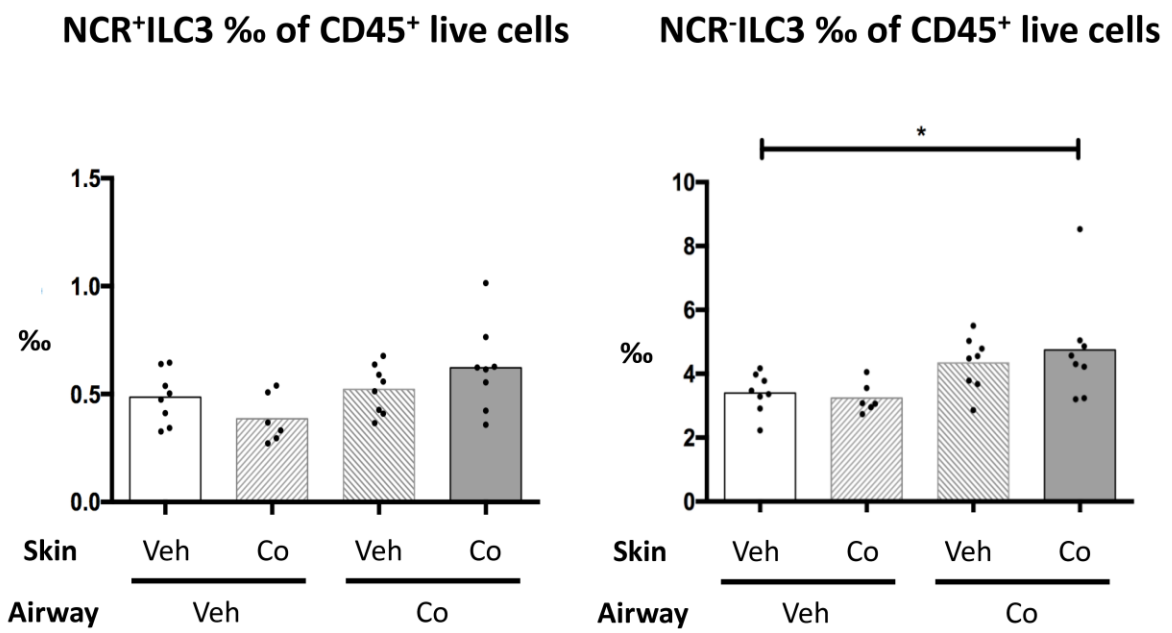 NCR⁺ILC3 ‰ of CD45⁺ live cells
1.5
1.0
0.5
0.0
‰
Skin Veh Co Veh Co
Airway Veh Co
NCR⁻ILC3 ‰ of CD45⁺ live cells
*
10
8
6
4
2
0
‰
Skin Veh Co Veh Co
Airway Veh Co